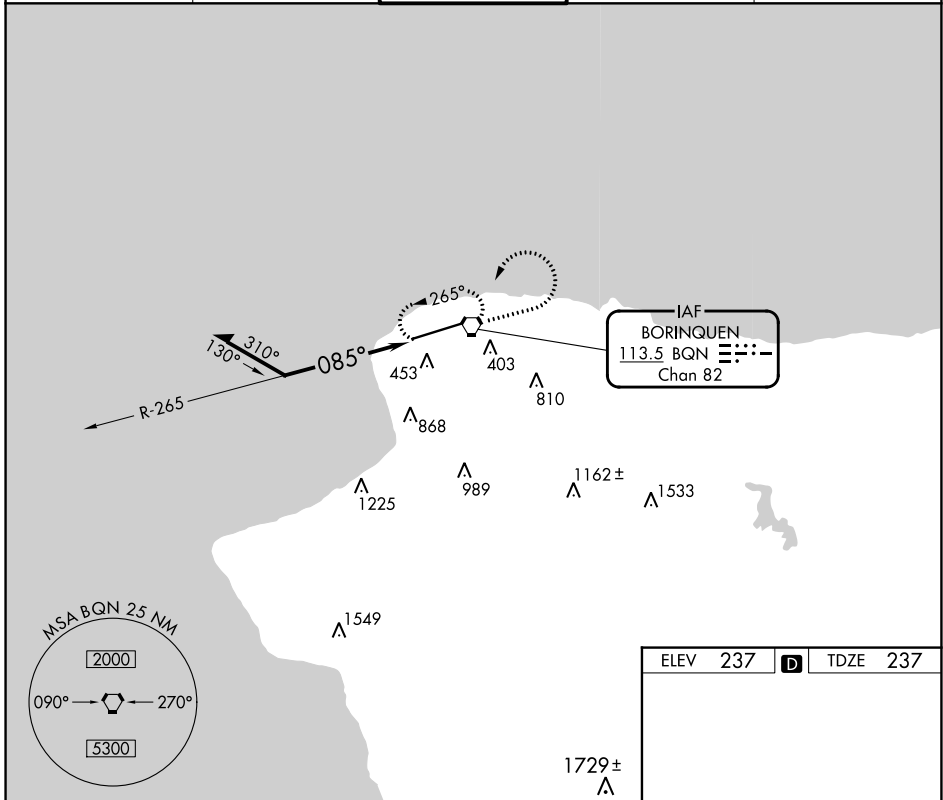 IAF
BORINQUEN
113.5 BQN
Chan 82
265°
310°
130°
085°
R-265
453
403
810
868
989
1225
1162±
1533
1549
1729±
MSA BQN 25 NM
2000
090°
270°
5300
ELEV 237 D TDZE 237